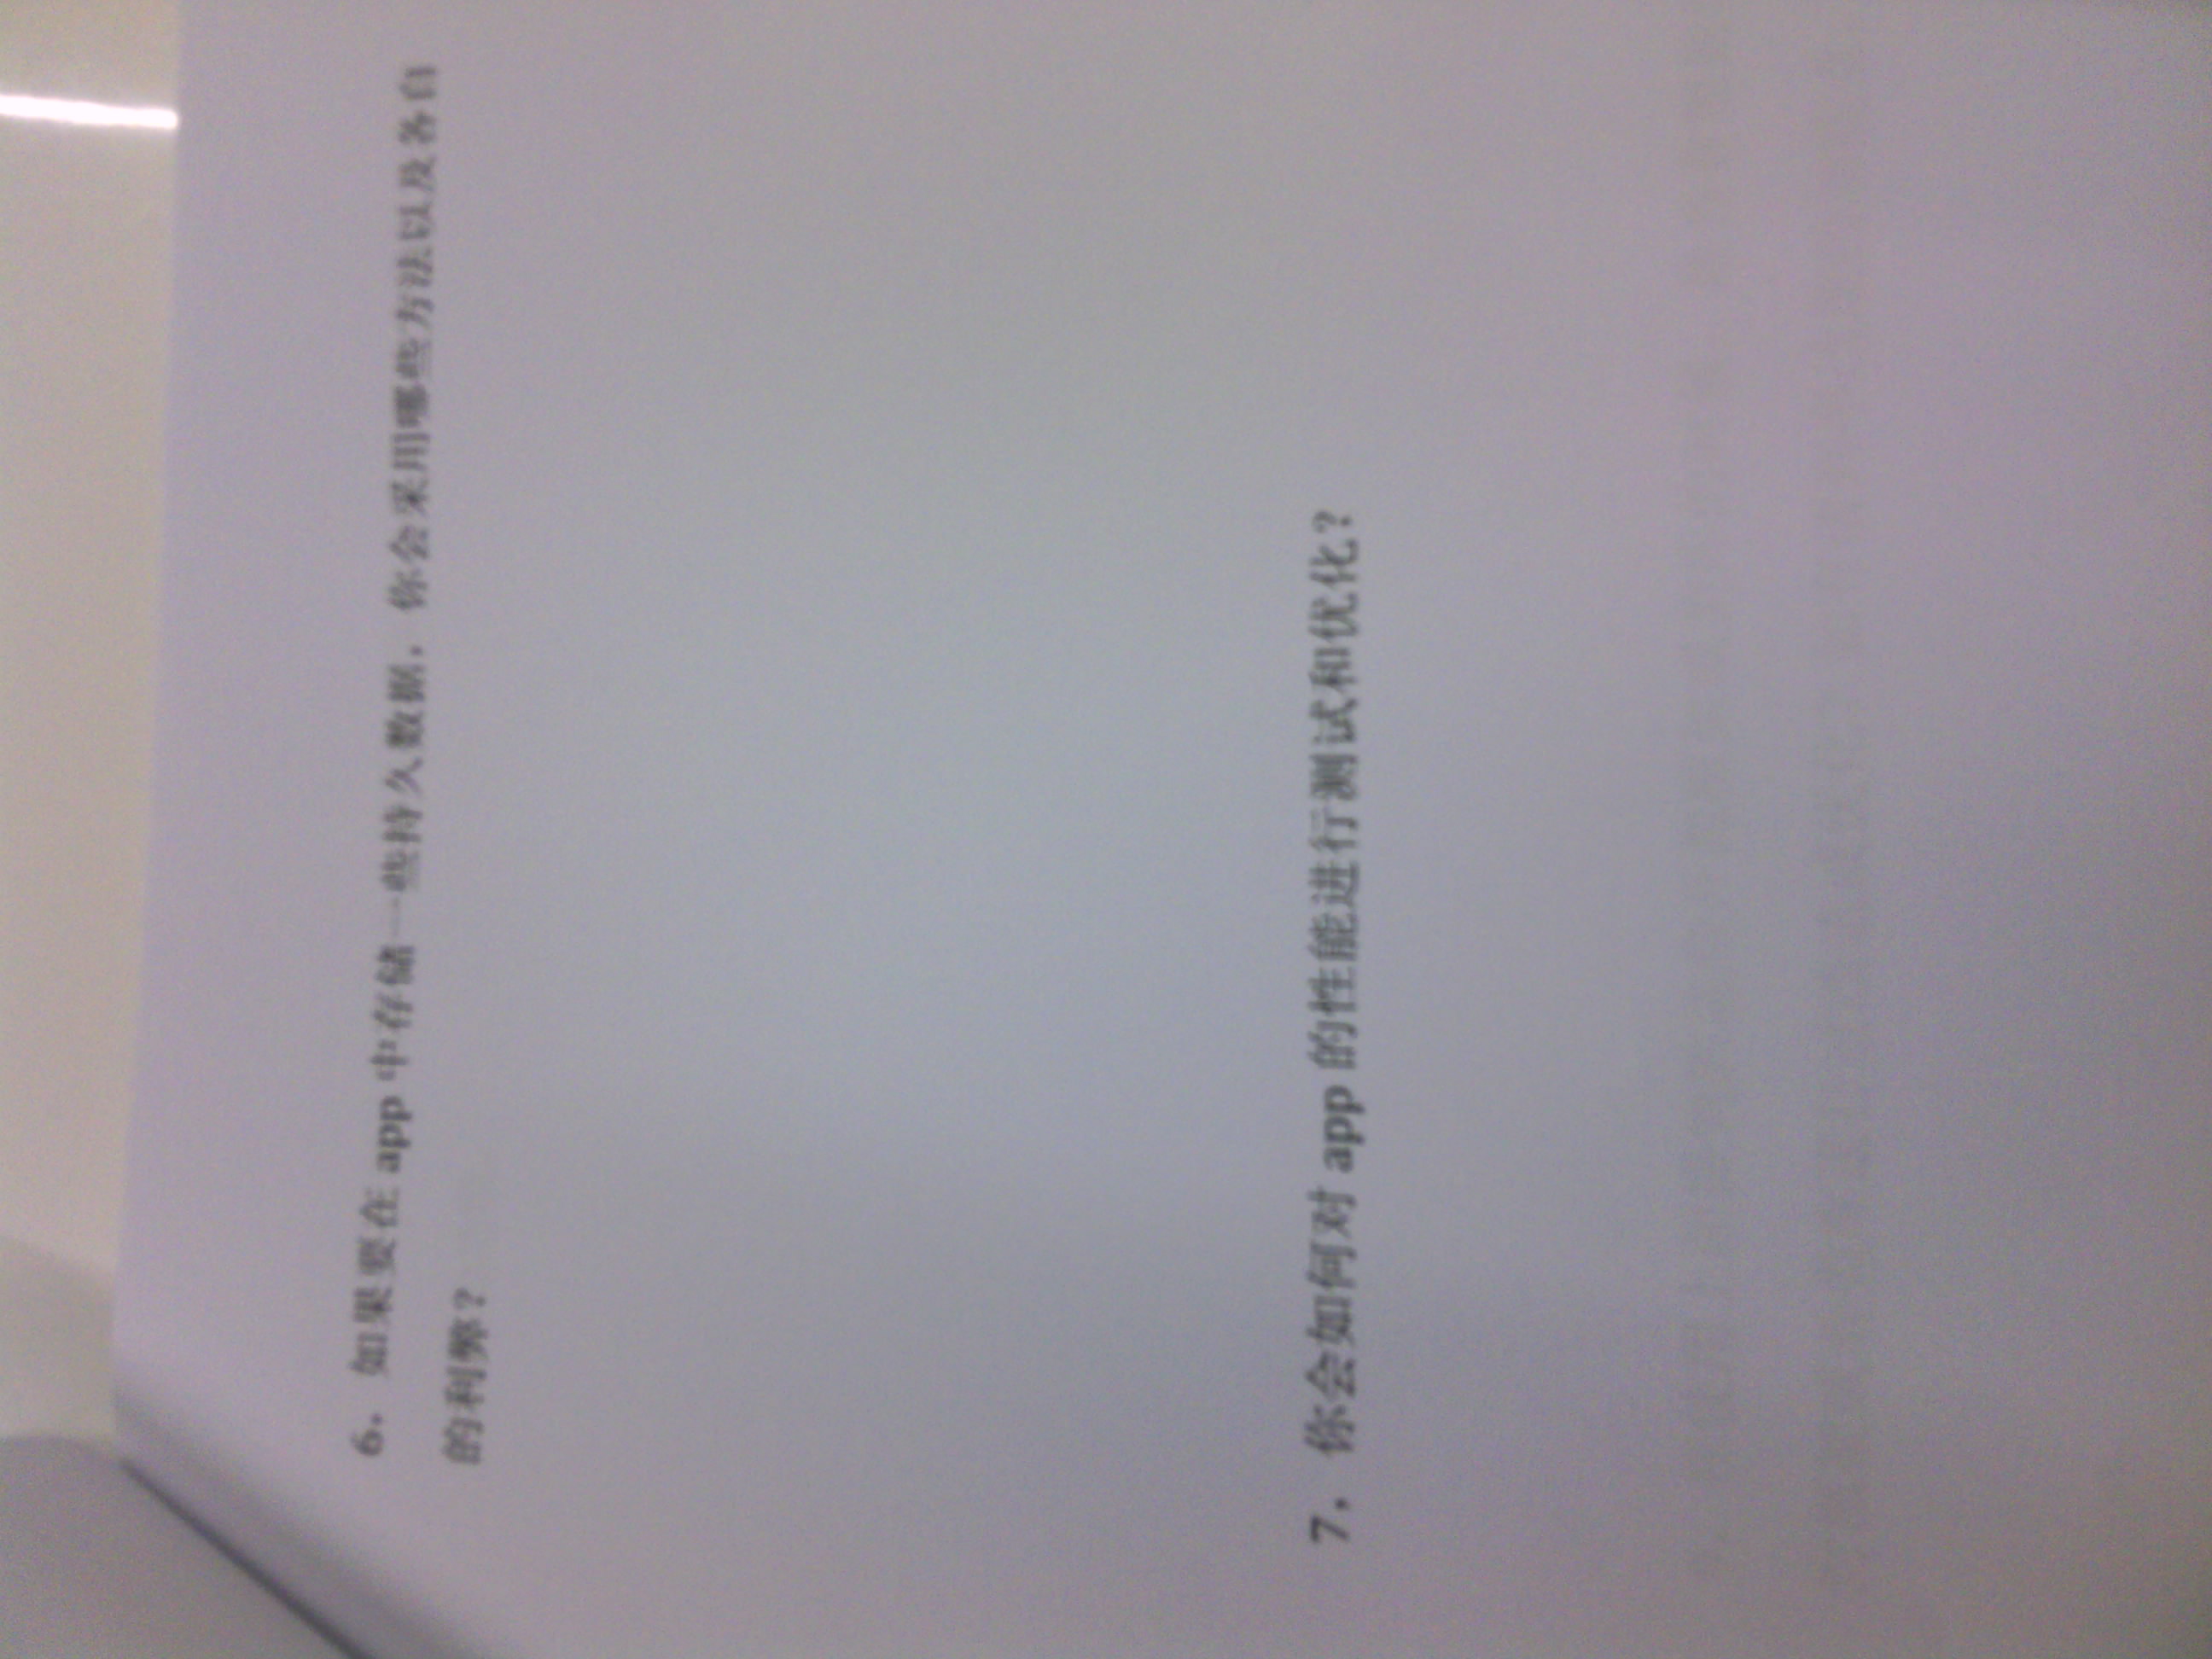 6. 如果要在 app 中存储一些持久数据，你会采用哪些方法以及各自
的利弊？
7. 你会如何对 app 的性能进行测试和优化？